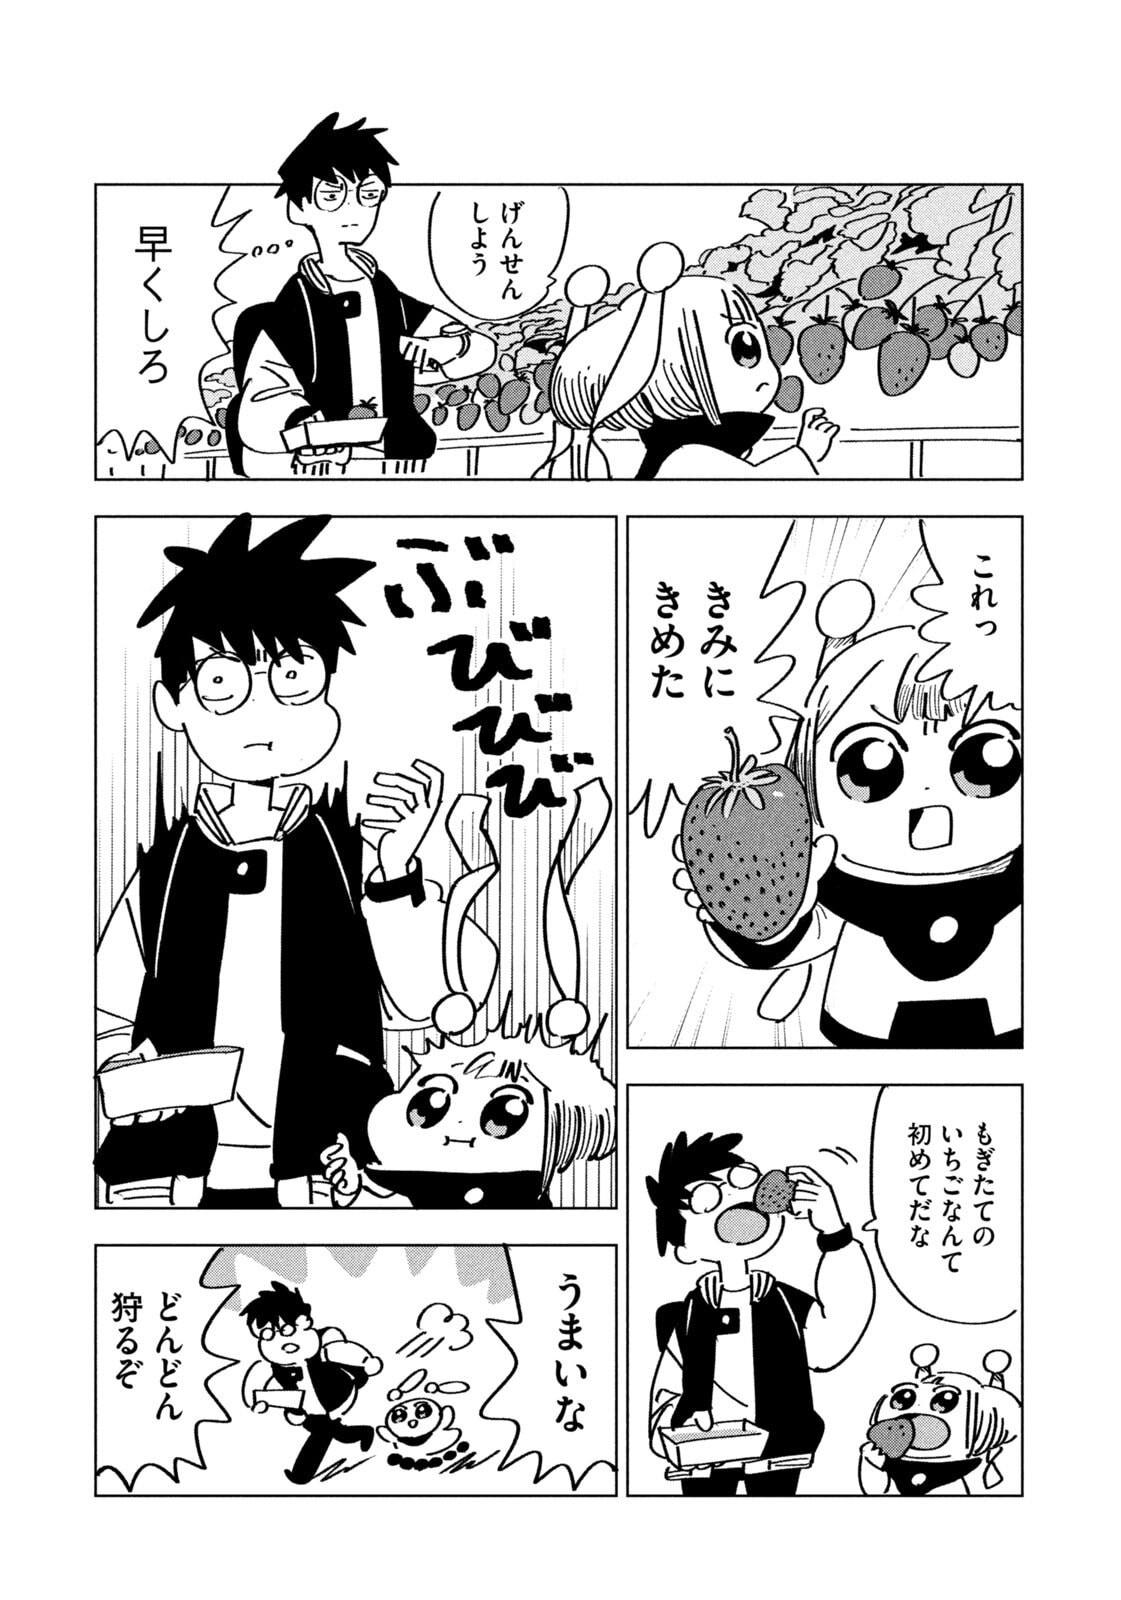 げんせん
しよう
早くしろ
これっ
きみに
きめた
もぎたての
いちごなんて
初めてだな
ぶびびび
うまいな
どんどん
狩るぞ